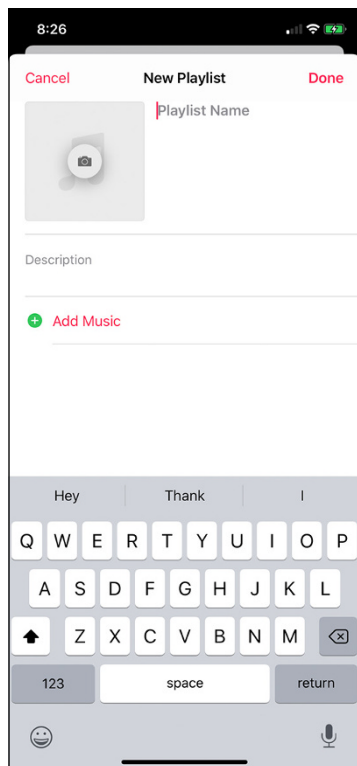 8:26
Cancel New Playlist Done
Playlist Name
Description
Add Music
Hey Thank I
Q W E R T Y U I O P
A S D F G H J K L
Z X C V B N M
123 space return